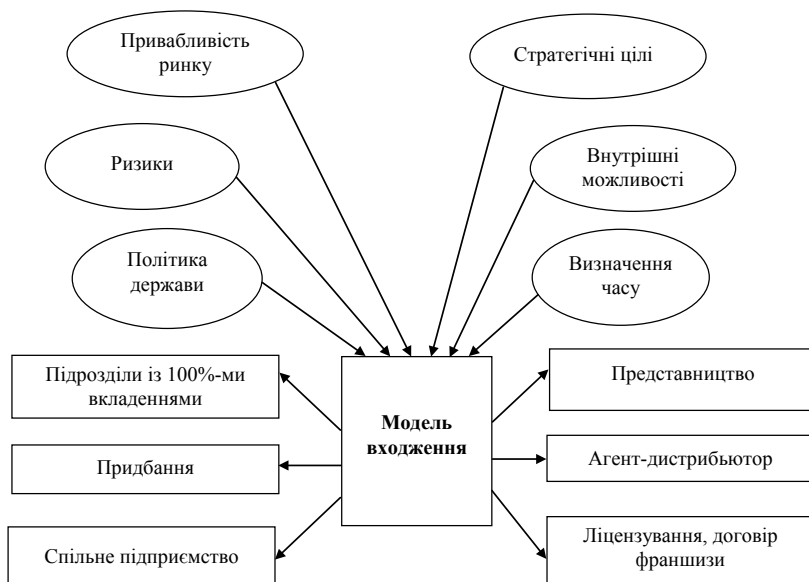 Привабливість
ринку
Стратегічні цілі
Ризики
Внутрішні
можливості
Політика
держави
Визначення
часу
Підрозділи із 100%-ми
вкладеннями
Модель
входження
Представництво
Придбання
Агент-дистрибьютор
Спільне підприємство
Ліцензування, договір
франшизи